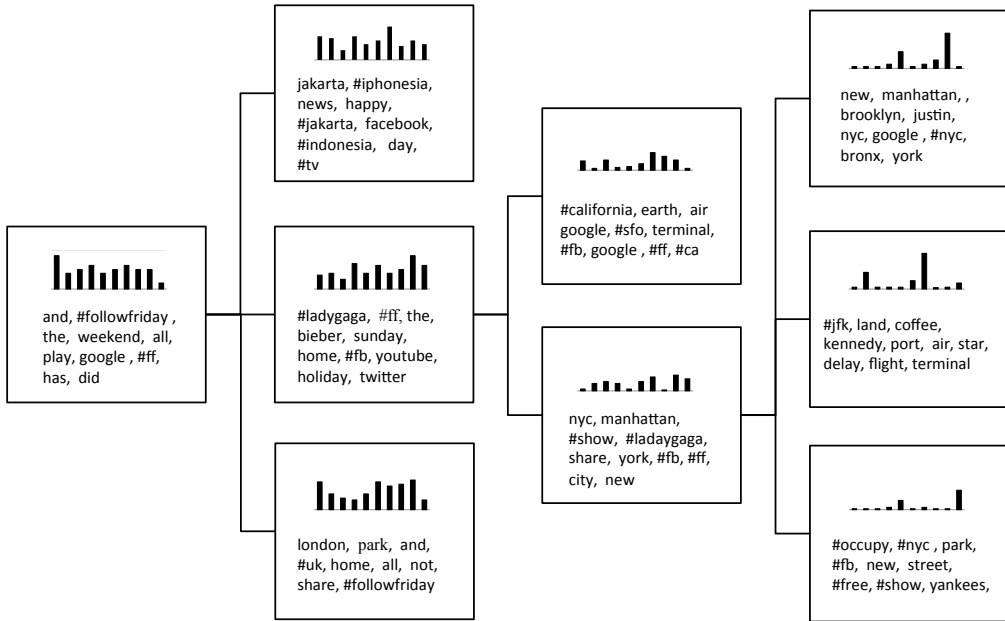 and, #followfriday ,
the, weekend, all,
play, google , #ff,
has, did
jakarta, #iphonesia,
news, happy,
#jakarta, facebook,
#indonesia, day,
#tv
#ladygaga, #ff, the,
bieber, sunday,
home, #fb, youtube,
holiday, twitter
london, park, and,
#uk, home, all, not,
share, #followfriday
#california, earth, air
google, #sfo, terminal,
#fb, google , #ff, #ca
nyc, manhattan,
#show, #ladaygaga,
share, york, #fb, #ff,
city, new
new, manhattan, ,
brooklyn, justin,
nyc, google , #nyc,
bronx, york
#jfk, land, coffee,
kennedy, port, air, star,
delay, flight, terminal
#occupy, #nyc , park,
#fb, new, street,
#free, #show, yankees,